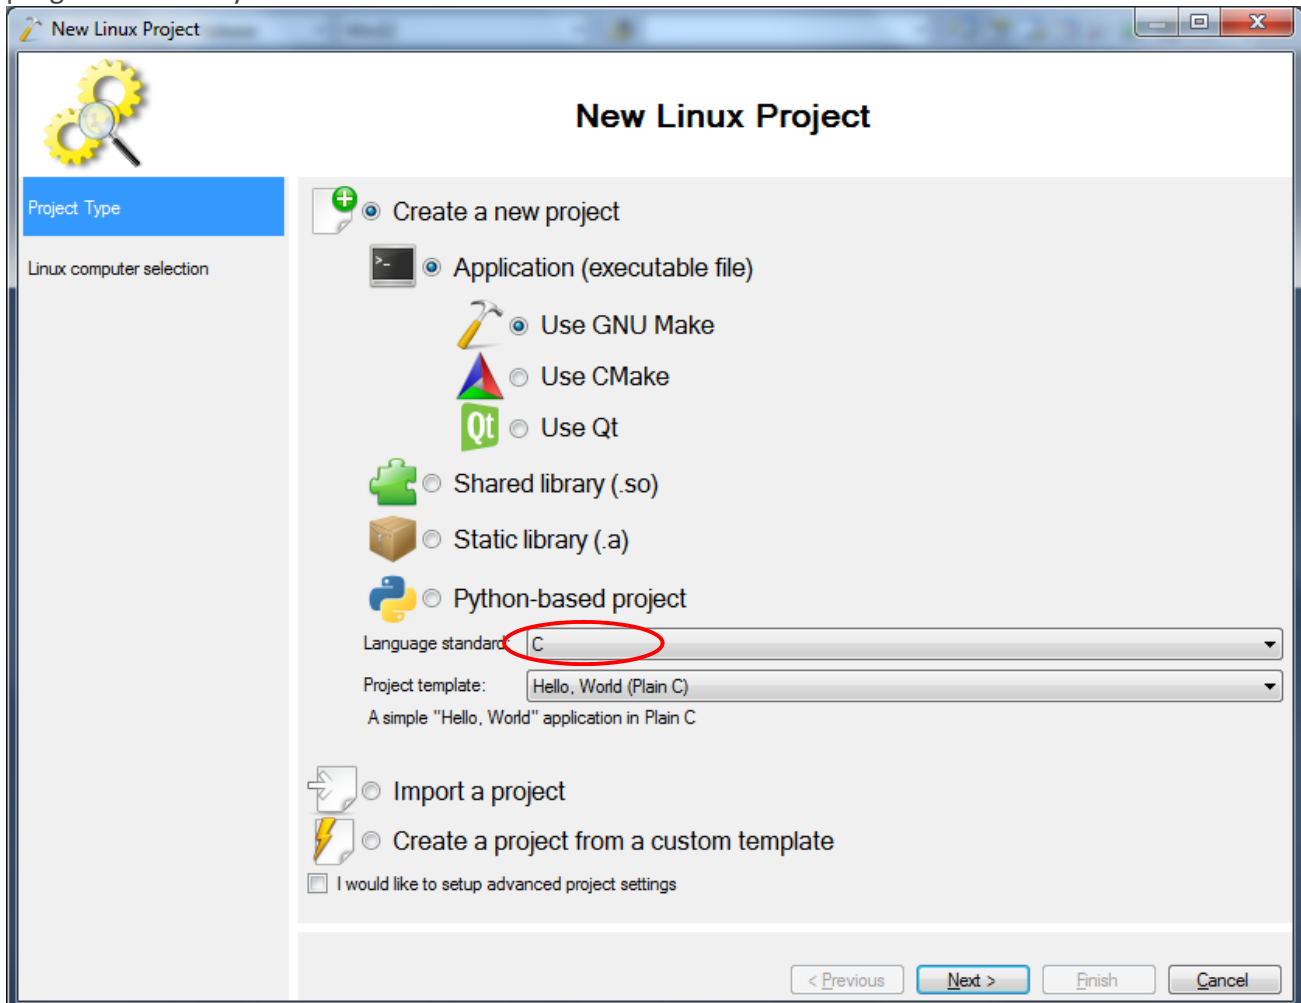 New Linux Project
New Linux Project
Project Type
Linux computer selection
Create a new project
>_
Application (executable file)
Use GNU Make
Use CMake
Qt
Use Qt
Shared library (.so)
Static library (.a)
Python-based project
Language standard: C
Project template: Hello, World (Plain C)
A simple "Hello, World" application in Plain C
Import a project
Create a project from a custom template
I would like to setup advanced project settings
< Previous Next > Finish Cancel